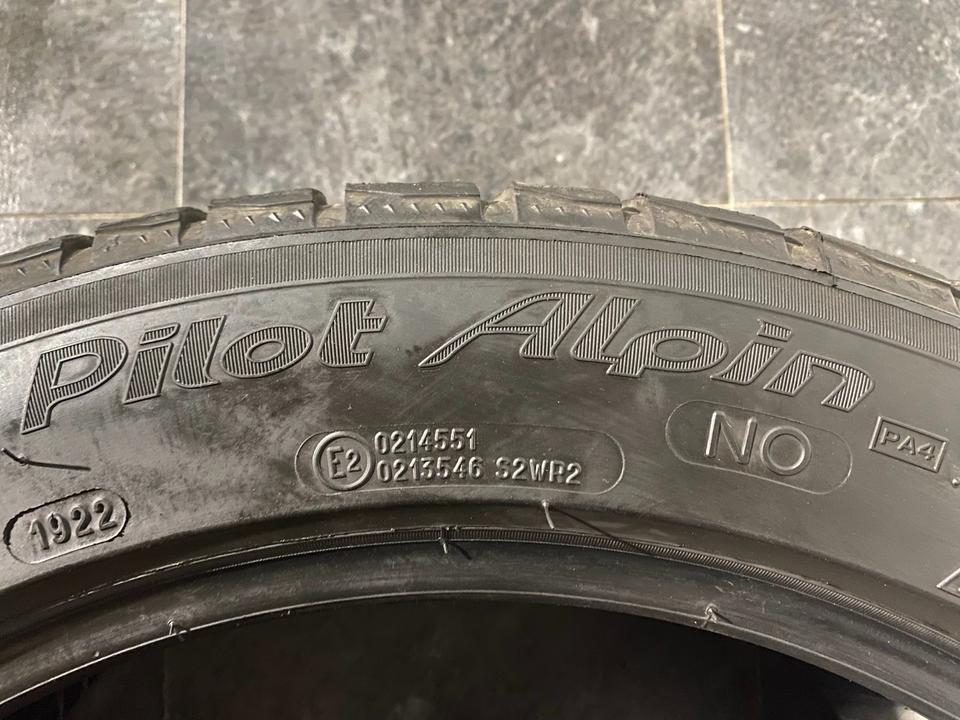 Pilot Alpin
E2 0214551
0213546 S2WR2
NO
PA4
1922